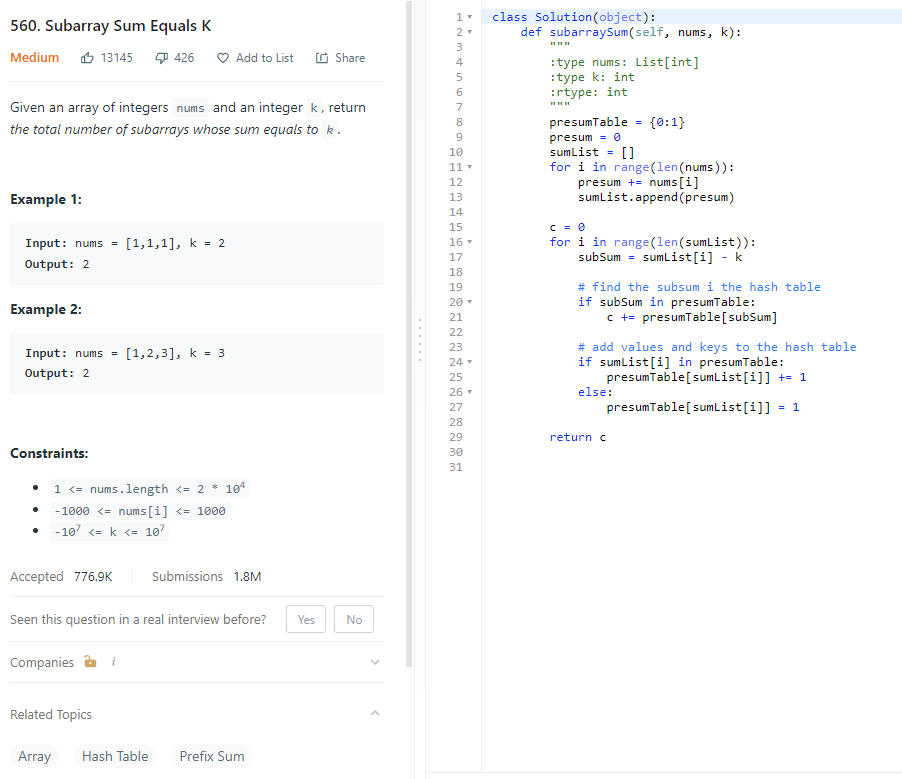 560. Subarray Sum Equals K
Medium 13145 426 Add to List Share
Given an array of integers nums and an integer k, return
the total number of subarrays whose sum equals to k.
Example 1:
Input: nums = [1,1,1], k = 2
Output: 2
Example 2:
Input: nums = [1,2,3], k = 3
Output: 2
Constraints:
1 <= nums.length <= 2 * 10⁴
-1000 <= nums[i] <= 1000
-10⁷ <= k <= 10⁷
Accepted 776.9K Submissions 1.8M
Seen this question in a real interview before? Yes No
Companies i
Related Topics
Array Hash Table Prefix Sum
1 class Solution(object):
2     def subarraySum(self, nums, k):
3         """
4         :type nums: List[int]
5         :type k: int
6         :rtype: int
7         """
8         presumTable = {0:1}
9         presum = 0
10         sumList = []
11         for i in range(len(nums)):
12             presum += nums[i]
13             sumList.append(presum)
14
15         c = 0
16         for i in range(len(sumList)):
17             subSum = sumList[i] - k
18
19             # find the subsum i the hash table
20             if subSum in presumTable:
21                 c += presumTable[subSum]
22
23             # add values and keys to the hash table
24             if sumList[i] in presumTable:
25                 presumTable[sumList[i]] += 1
26             else:
27                 presumTable[sumList[i]] = 1
28
29         return c
30
31